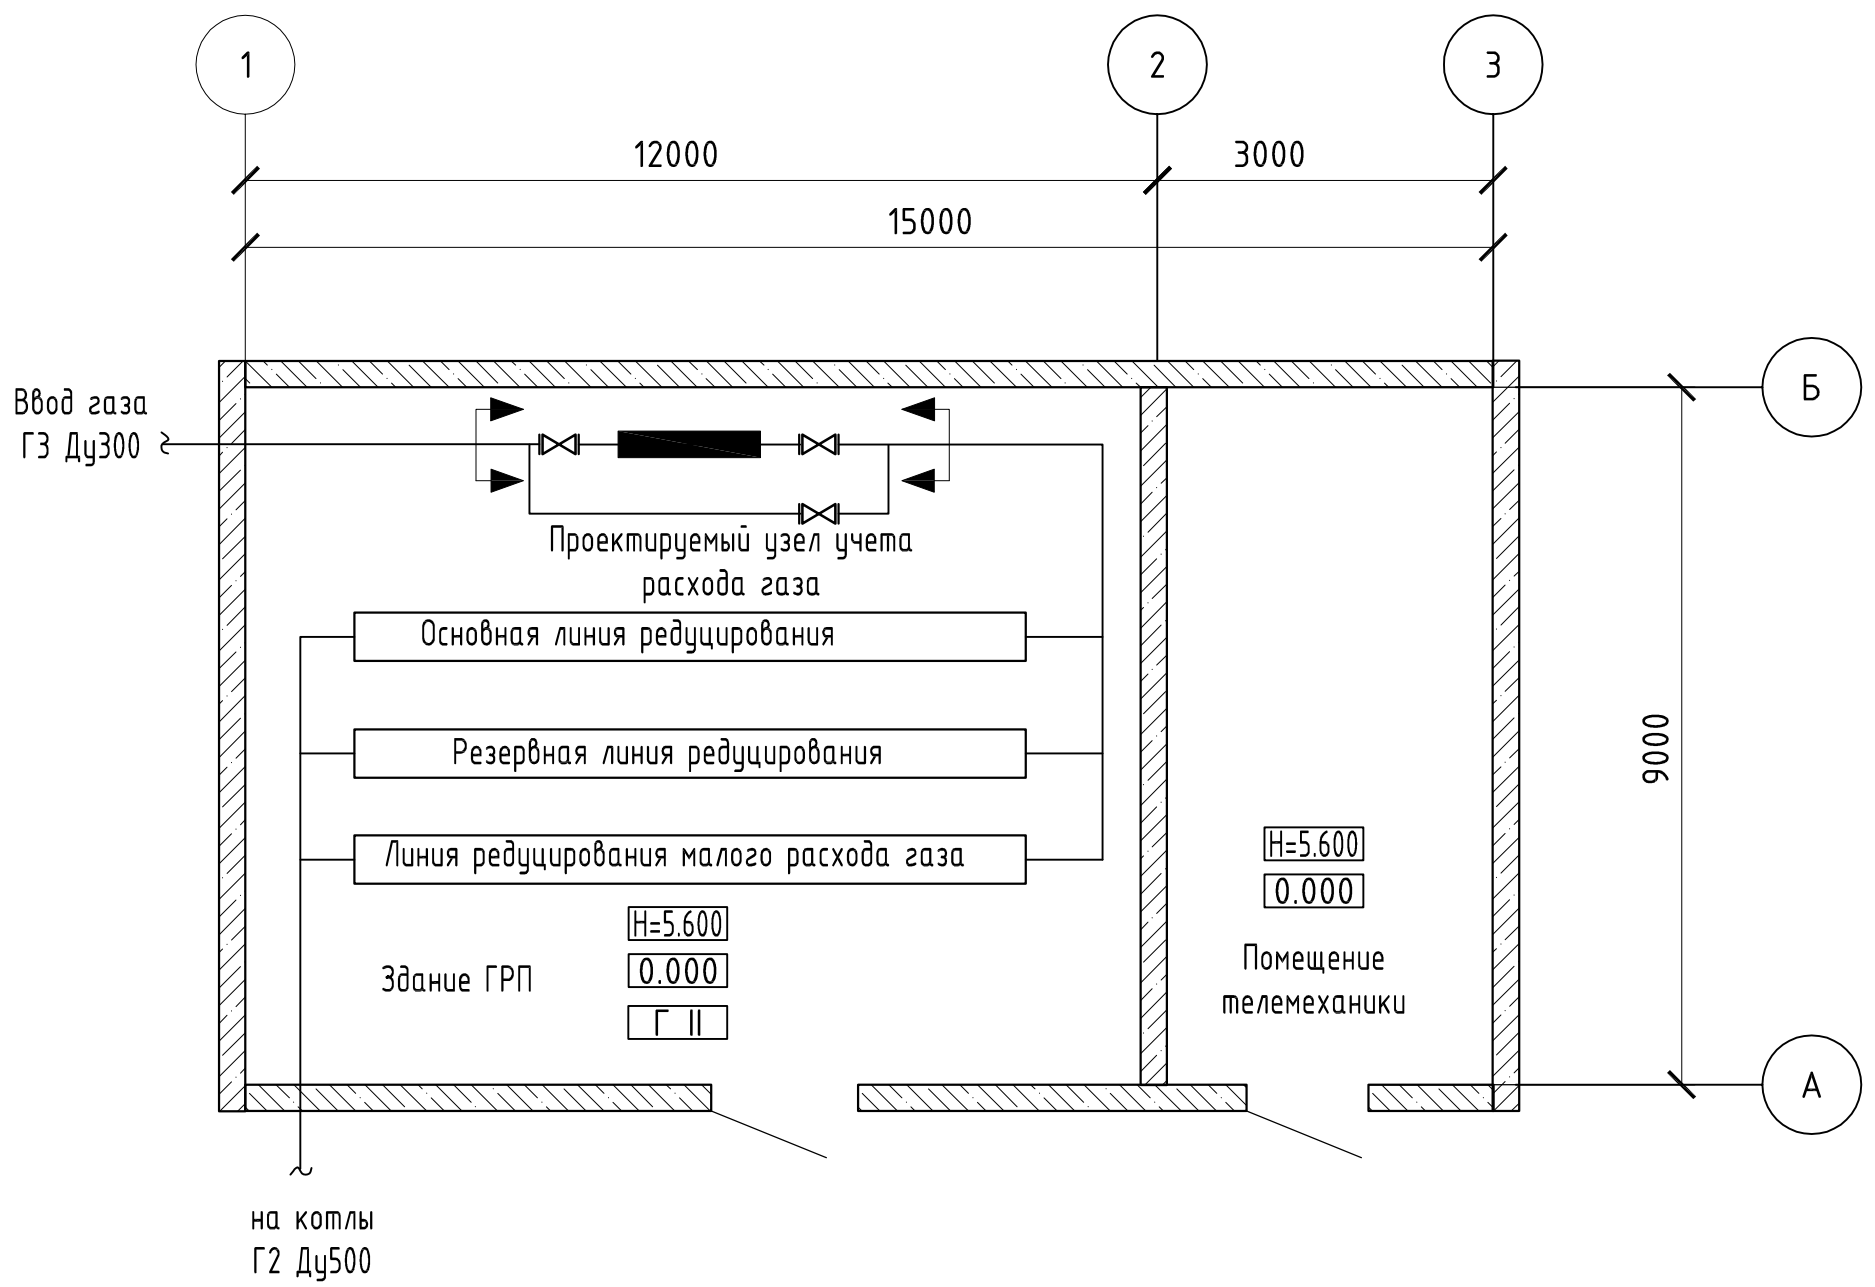 1
2
3
12000
3000
15000
Б
Ввод газа
Г3 Ду300
Проектируемый узел учета
расхода газа
Основная линия редуцирования
Резервная линия редуцирования
9000
Линия редуцирования малого расхода газа
Н=5.600
0.000
Н=5.600
0.000
Г II
Здание ГРП
Помещение
телемеханики
А
на котлы
Г2 Ду500